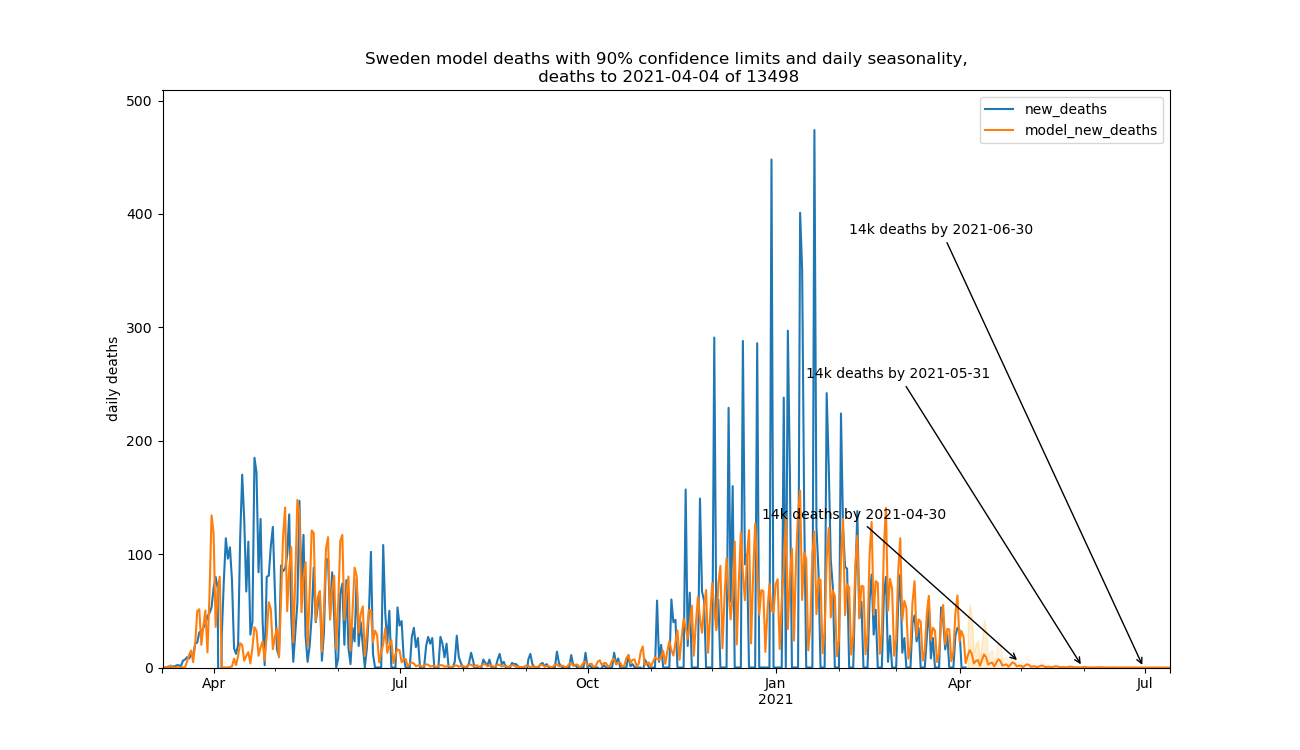 Sweden model deaths with 90% confidence limits and daily seasonality,
deaths to 2021-04-04 of 13498
new_deaths
model_new_deaths
500
400
300
200
100
0
daily deaths
14k deaths by 2021-06-30
14k deaths by 2021-05-31
14k deaths by 2021-04-30
Apr
Jul
Oct
Jan
2021
Apr
Jul